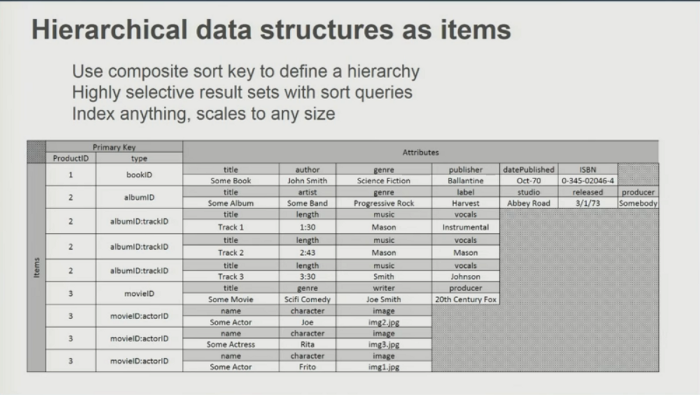 Hierarchical data structures as items
Use composite sort key to define a hierarchy
Highly selective result sets with sort queries
Index anything, scales to any size
Primary Key Attributes
ProductID type
Items
1 bookID title author genre publisher datePublished ISBN
Some Book John Smith Science Fiction Ballantine Oct-70 0-345-02046-4
2 albumID title artist genre label studio released producer
Some Album Some Band Progressive Rock Harvest Abbey Road 3/1/73 Somebody
2 albumID:trackID title length music vocals
Track 1 1:30 Mason Instrumental
2 albumID:trackID title length music vocals
Track 2 2:43 Mason Mason
2 albumID:trackID title length music vocals
Track 3 3:30 Smith Johnson
3 movieID title genre writer producer
Some Movie Scifi Comedy Joe Smith 20th Century Fox
3 movieID:actorID name character image
Some Actor Joe img2.jpg
3 movieID:actorID name character image
Some Actress Rita img3.jpg
3 movieID:actorID name character image
Some Actor Frito img1.jpg